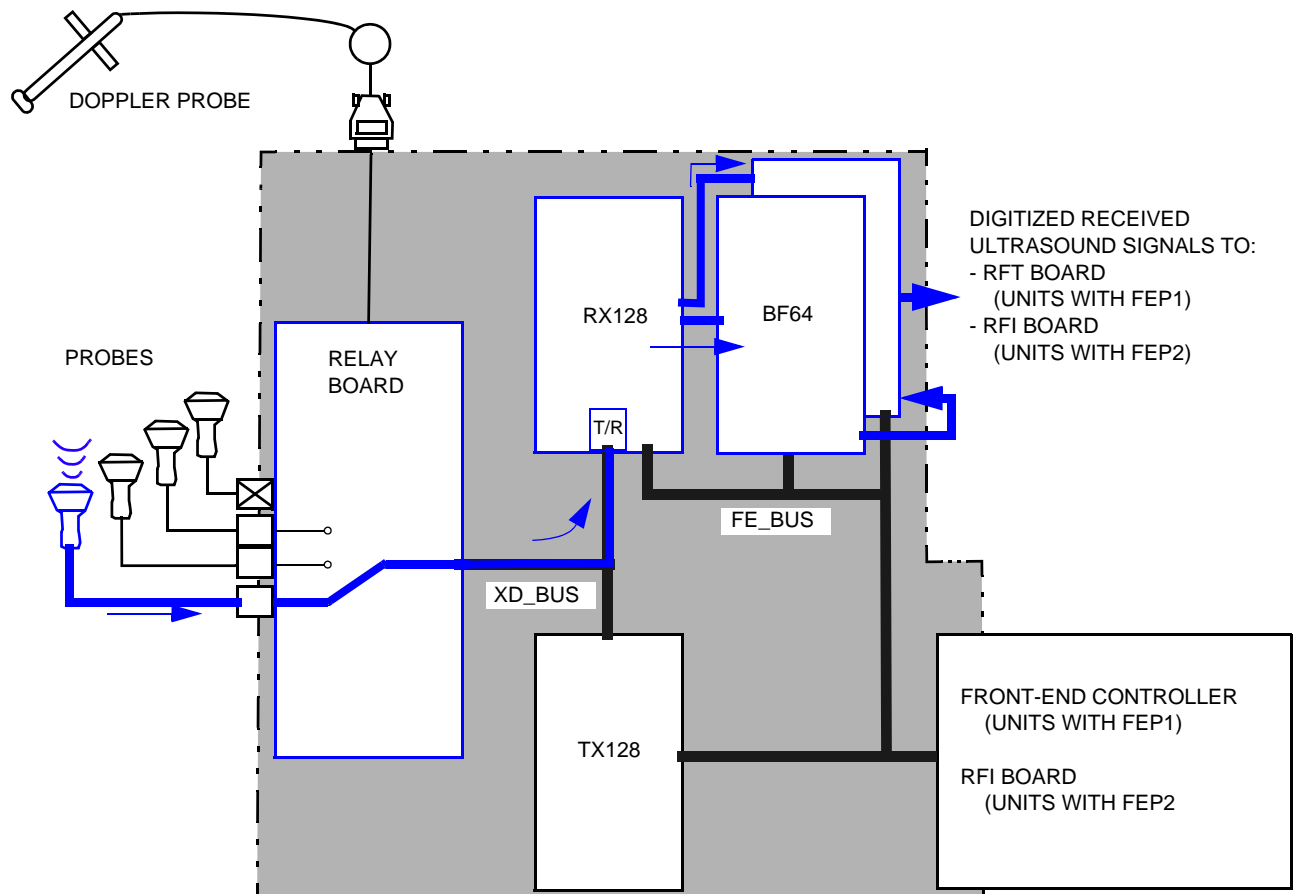 DOPPLER PROBE
DIGITIZED RECEIVED
ULTRASOUND SIGNALS TO:
- RFT BOARD
(UNITS WITH FEP1)
- RFI BOARD
(UNITS WITH FEP2)
RX128
BF64
PROBES
RELAY
BOARD
T/R
FE_BUS
XD_BUS
TX128
FRONT-END CONTROLLER
(UNITS WITH FEP1)
RFI BOARD
(UNITS WITH FEP2